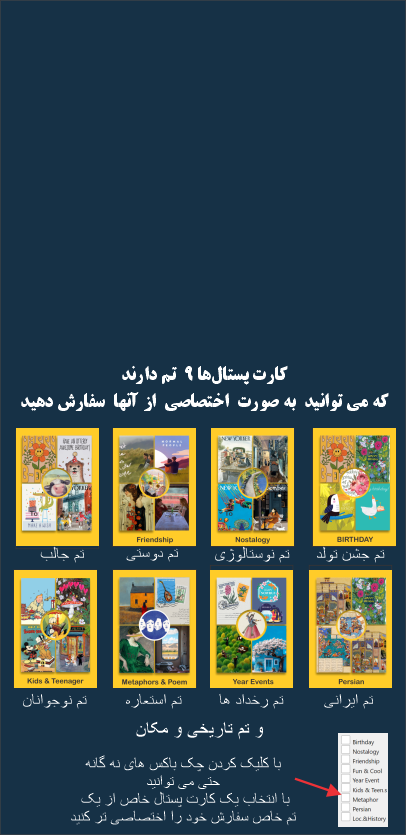 کارت پستال‌ها ۹ تم دارند
که می توانید به صورت اختصاصی از آنها سفارش دهید
BIRTHDAY
Nostalogy
Friendship
تم جشن تولد
تم نوستالوژی
تم دوستی
تم جالب
Persian
Year Events
Metaphors & Poem
Kids & Teenager
تم ایرانی
تم رخداد ها
تم استعاره
تم نوجوانان
و تم تاریخی و مکان
با کلیک کردن چک باکس های نه گانه
حتی می توانید
با انتخاب یک کارت پستال خاص از یک
تم خاص سفارش خود را اختصاصی تر کنید
Birthday
Nostalogy
Friendship
Fun & Cool
Year Event
Kids & Teen.s
Metaphor
Persian
Loc.&History